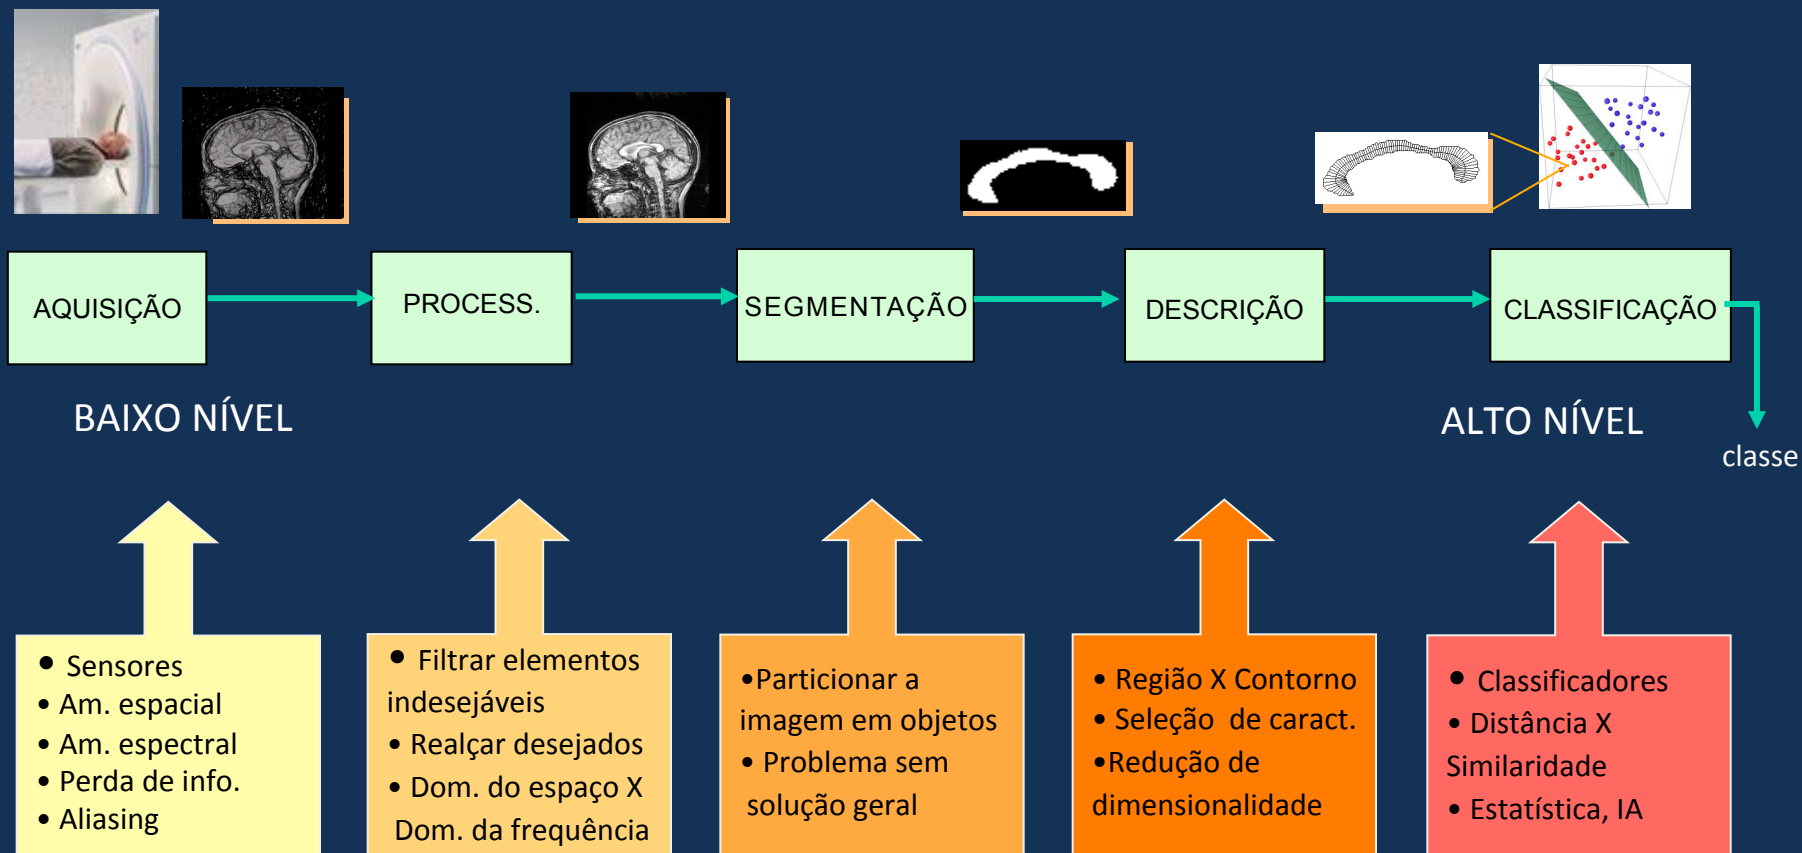 AQUISIÇÃO
PROCESS.
SEGMENTAÇÃO
DESCRIÇÃO
CLASSIFICAÇÃO
BAIXO NÍVEL
ALTO NÍVEL
classe
• Sensores
• Am. espacial
• Am. espectral
• Perda de info.
• Aliasing
• Filtrar elementos
indesejáveis
• Realçar desejados
• Dom. do espaço X
Dom. da frequência
•Particionar a
imagem em objetos
• Problema sem
solução geral
• Região X Contorno
• Seleção de caract.
•Redução de
dimensionalidade
• Classificadores
• Distância X
Similaridade
• Estatística, IA